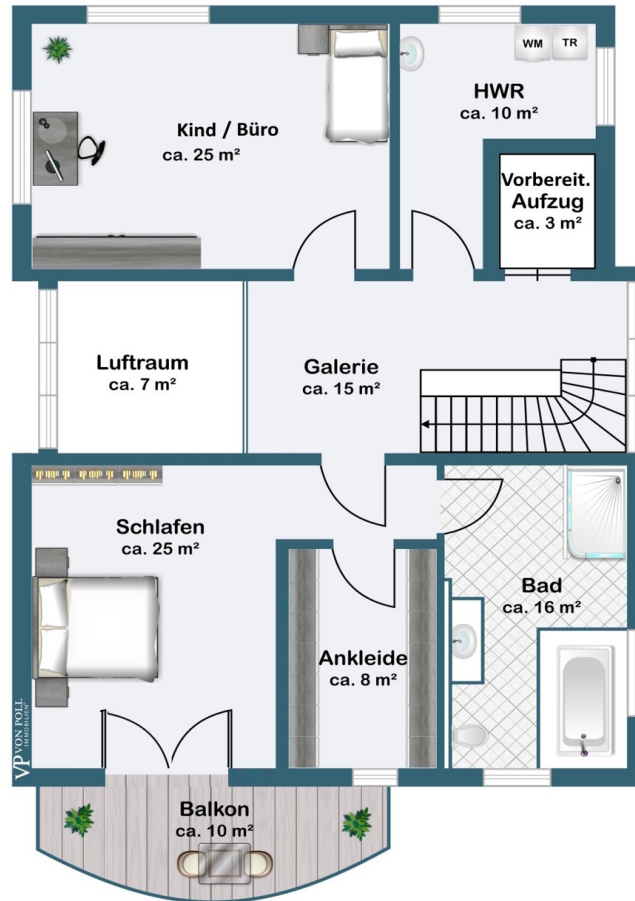 WM
TR
HWR
ca. 10 m²
Kind / Büro
ca. 25 m²
Vorbereit.
Aufzug
ca. 3 m²
Luftraum
ca. 7 m²
Galerie
ca. 15 m²
Schlafen
ca. 25 m²
Bad
ca. 16 m²
Ankleide
ca. 8 m²
VP VON POLL
IMMOBILIEN
Balkon
ca. 10 m²